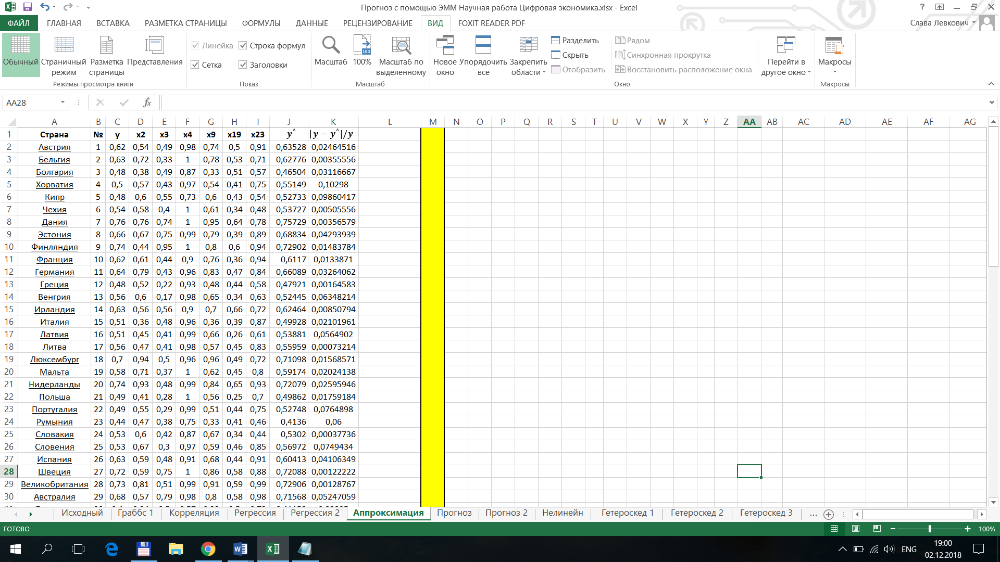 Прогноз с помощью ЭММ Научная работа Цифровая экономика.xlsx - Excel
ФАЙЛ ГЛАВНАЯ ВСТАВКА РАЗМЕТКА СТРАНИЦЫ ФОРМУЛЫ ДАННЫЕ РЕЦЕНЗИРОВАНИЕ ВИД FOXIT READER PDF Слава Левкович
Обычный Страничный режим Разметка страницы Представления
Режимы просмотра книги
Линейка Строка формул
Сетка Заголовки
Показ
Масштаб 100% Масштаб по выделенному
Масштаб
Новое окно Упорядочить все Закрепить области
Разделить
Скрыть
Отобразить
Рядом
Синхронная прокрутка
Восстановить расположение окна
Перейти в другое окно
Окно
Макросы
Макросы
AA28 fx
A B C D E F G H I J K L M N O P Q R S T U V W X Y Z AA AB AC AD AE AF AG
1 Страна № y x2 x3 x4 x9 x19 x23 y^ |y − y^|/y
2 Австрия 1 0,62 0,54 0,49 0,98 0,74 0,5 0,91 0,63528 0,02464516
3 Бельгия 2 0,63 0,72 0,33 1 0,78 0,53 0,71 0,62776 0,00355556
4 Болгария 3 0,48 0,38 0,49 0,87 0,33 0,51 0,57 0,46504 0,03116667
5 Хорватия 4 0,5 0,57 0,43 0,97 0,54 0,41 0,75 0,55149 0,10298
6 Кипр 5 0,48 0,6 0,55 0,73 0,6 0,43 0,54 0,52733 0,09860417
7 Чехия 6 0,54 0,58 0,4 1 0,61 0,34 0,48 0,53727 0,00505556
8 Дания 7 0,76 0,76 0,74 1 0,95 0,64 0,78 0,75729 0,00356579
9 Эстония 8 0,66 0,67 0,75 0,99 0,79 0,39 0,89 0,68834 0,04293939
10 Финляндия 9 0,74 0,44 0,95 1 0,8 0,6 0,94 0,72902 0,01483784
11 Франция 10 0,62 0,61 0,44 0,9 0,76 0,36 0,94 0,6117 0,0133871
12 Германия 11 0,64 0,79 0,43 0,96 0,83 0,47 0,84 0,66089 0,03264062
13 Греция 12 0,48 0,52 0,22 0,93 0,48 0,44 0,58 0,47921 0,00164583
14 Венгрия 13 0,56 0,6 0,17 0,98 0,65 0,34 0,63 0,52445 0,06348214
15 Ирландия 14 0,63 0,56 0,56 0,9 0,7 0,66 0,72 0,62464 0,00850794
16 Италия 15 0,51 0,36 0,48 0,96 0,36 0,39 0,87 0,49928 0,02101961
17 Латвия 16 0,51 0,45 0,41 0,99 0,66 0,26 0,61 0,53881 0,0564902
18 Литва 17 0,56 0,47 0,41 0,98 0,57 0,45 0,83 0,55959 0,00073214
19 Люксембург 18 0,7 0,94 0,5 0,96 0,96 0,49 0,72 0,71098 0,01568571
20 Мальта 19 0,58 0,71 0,37 1 0,62 0,45 0,8 0,59174 0,02024138
21 Нидерланды 20 0,74 0,93 0,48 0,99 0,84 0,65 0,93 0,72079 0,02595946
22 Польша 21 0,49 0,41 0,28 1 0,56 0,25 0,7 0,49862 0,01759184
23 Португалия 22 0,49 0,55 0,29 0,99 0,51 0,44 0,75 0,52748 0,0764898
24 Румыния 23 0,44 0,47 0,38 0,75 0,33 0,41 0,46 0,4136 0,06
25 Словакия 24 0,53 0,6 0,42 0,87 0,67 0,34 0,44 0,5302 0,00037736
26 Словения 25 0,53 0,67 0,3 0,97 0,59 0,46 0,85 0,56972 0,0749434
27 Испания 26 0,63 0,59 0,48 0,91 0,68 0,44 0,91 0,60413 0,04106349
28 Швеция 27 0,72 0,59 0,75 1 0,86 0,58 0,88 0,72088 0,00122222
29 Великобритания 28 0,73 0,81 0,51 0,99 0,91 0,59 0,99 0,72906 0,00128767
30 Австралия 29 0,68 0,57 0,79 0,98 0,8 0,58 0,98 0,71568 0,05247059
Исходный Граббс 1 Корреляция Регрессия Регрессия 2 Аппроксимация Прогноз Прогноз 2 Нелинейн Гетероскед 1 Гетероскед 2 Гетероскед 3 ...
ГОТОВО 100%
ENG 19:00
02.12.2018